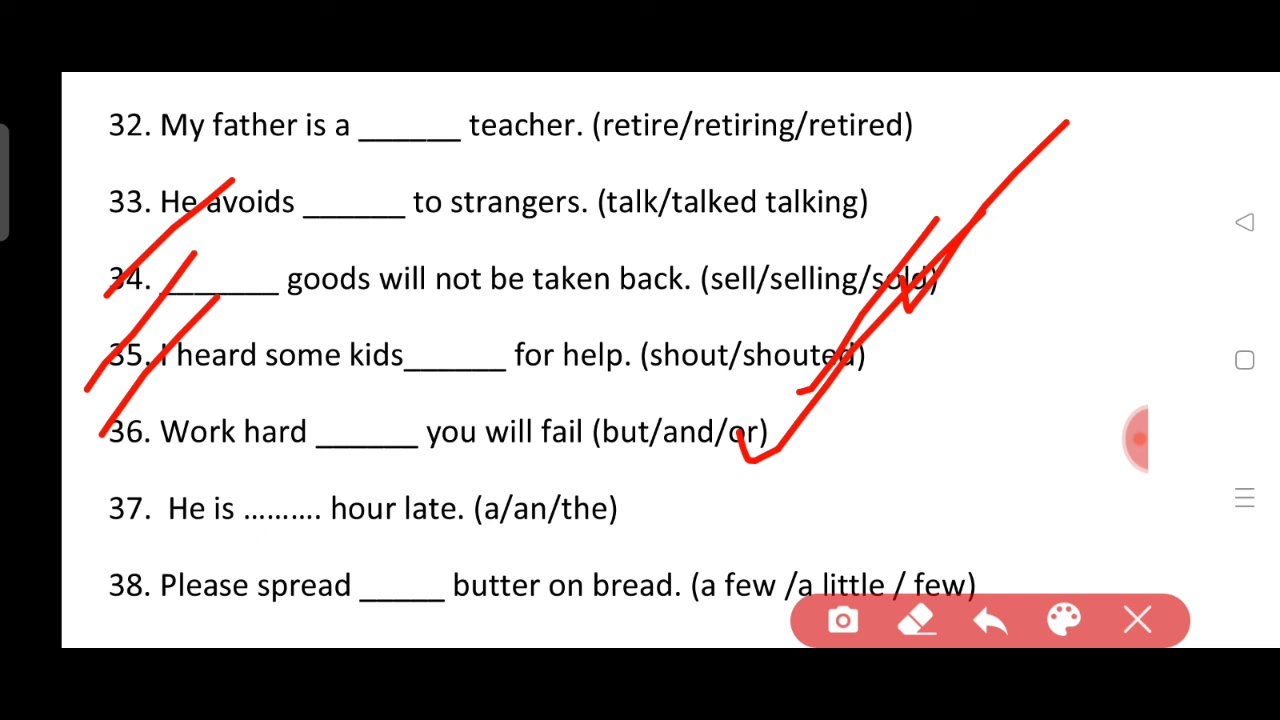 32. My father is a ______ teacher. (retire/retiring/retired)
33. He avoids ______ to strangers. (talk/talked talking)
34. _______ goods will not be taken back. (sell/selling/sold)
35. I heard some kids______ for help. (shout/shouted)
36. Work hard ______ you will fail (but/and/or)
37. He is .......... hour late. (a/an/the)
38. Please spread _____ butter on bread. (a few /a little / few)